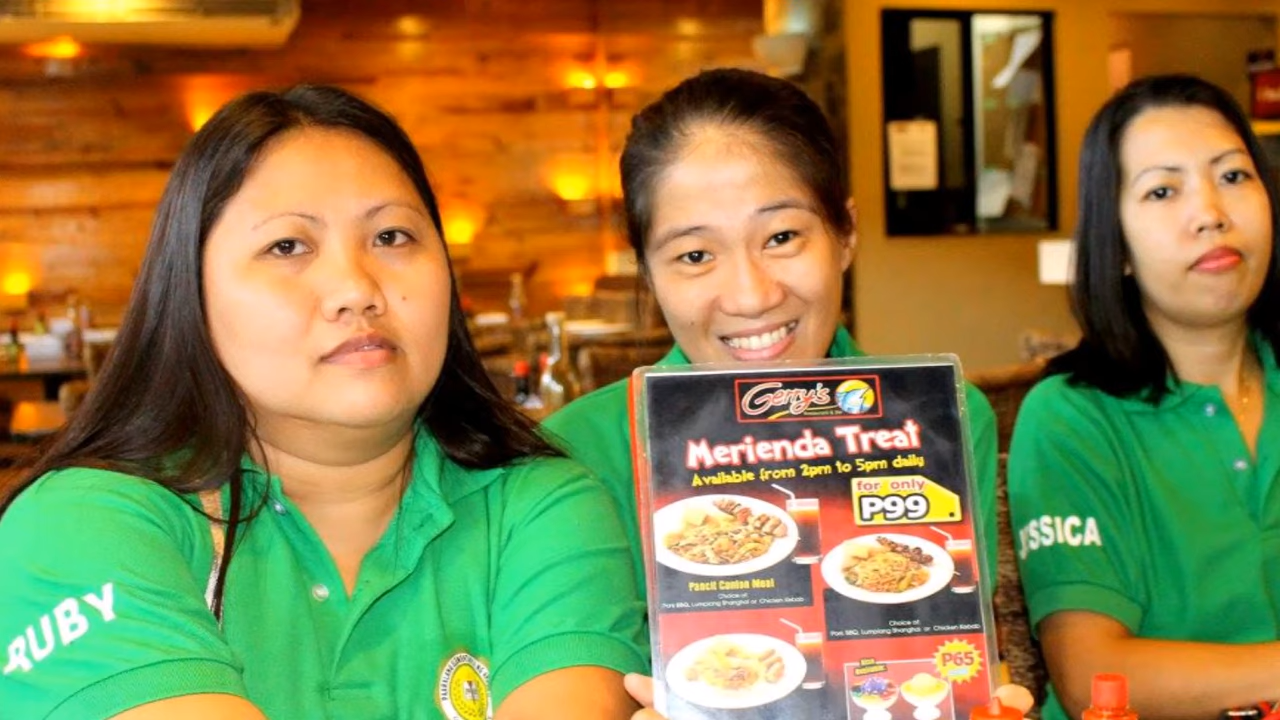 RUBY
JESSICA
Gerry's
Merienda Treat
Available from 2pm to 5pm daily
for only
P99.
Pancit Canton Meal
Choice of:
Pork BBQ, Lumpiang Shanghai or Chicken Kebab
Choice of:
Pork BBQ, Lumpiang Shanghai or Chicken Kebab
P65